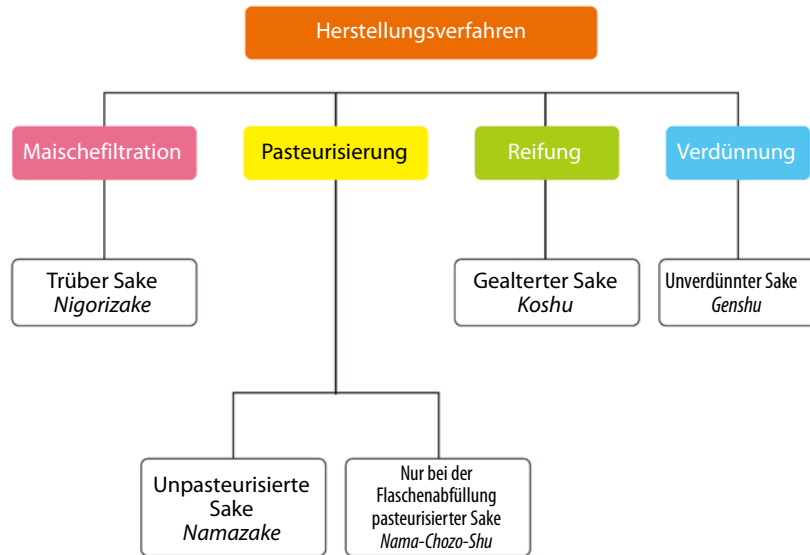 Herstellungsverfahren
Maischefiltration
Pasteurisierung
Reifung
Verdünnung
Trüber Sake
Nigorizake
Gealterter Sake
Koshu
Unverdünnter Sake
Genshu
Unpasteurisierte
Sake
Namazake
Nur bei der
Flaschenabfüllung
pasteurisierter Sake
Nama-Chozo-Shu